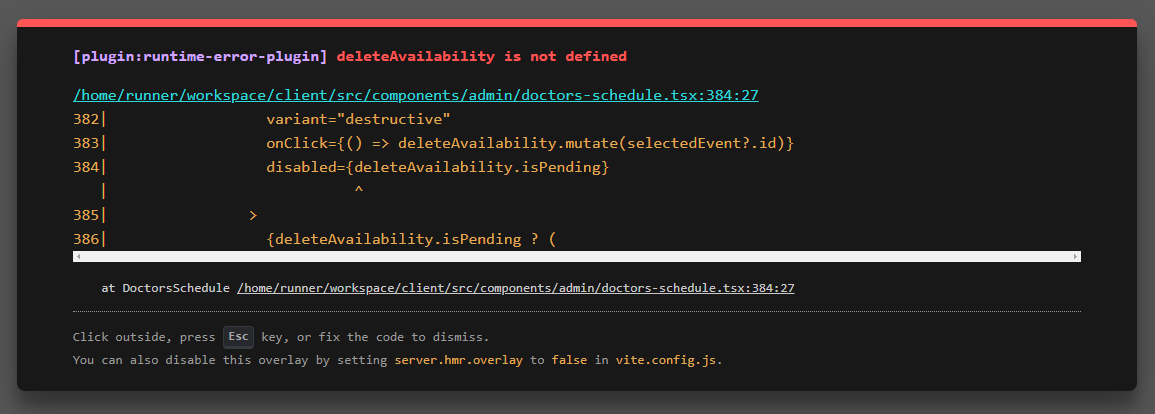 [plugin:runtime-error-plugin] deleteAvailability is not defined
/home/runner/workspace/client/src/components/admin/doctors-schedule.tsx:384:27
382|                  variant="destructive"
383|                  onClick={() => deleteAvailability.mutate(selectedEvent?.id)}
384|                  disabled={deleteAvailability.isPending}
   |                            ^
385|                >
386|                  {deleteAvailability.isPending ? (
at DoctorsSchedule /home/runner/workspace/client/src/components/admin/doctors-schedule.tsx:384:27
Click outside, press Esc key, or fix the code to dismiss.
You can also disable this overlay by setting server.hmr.overlay to false in vite.config.js.